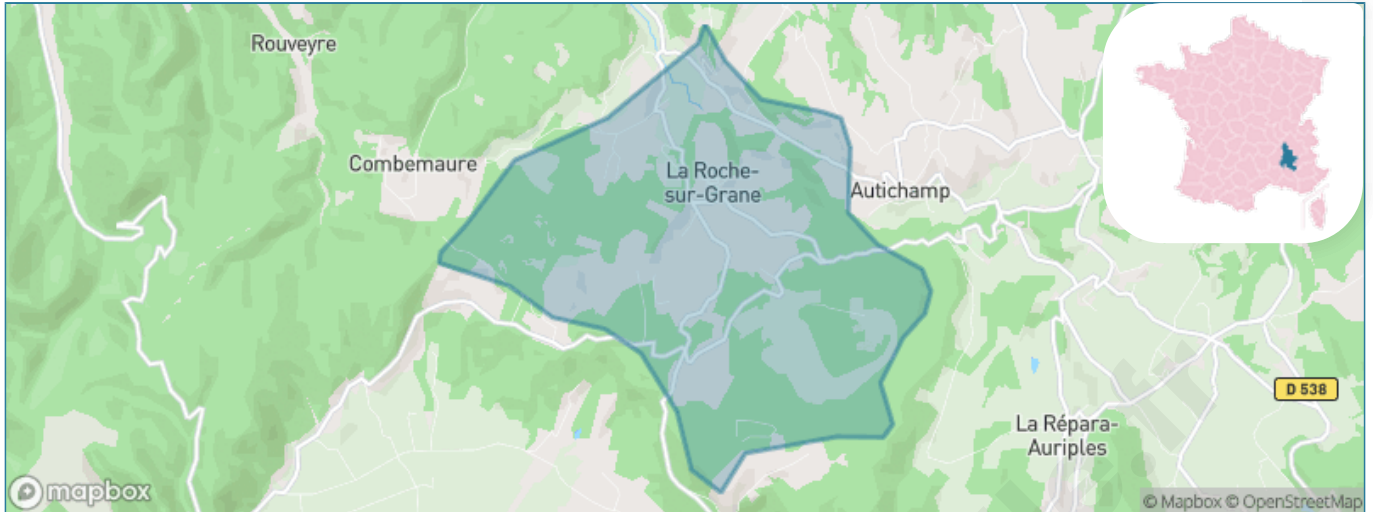 Rouveyre
Combemaure
La Roche-
sur-Grane
Autichamp
D 538
La Répara-
Auriples
mapbox
© Mapbox © OpenStreetMap